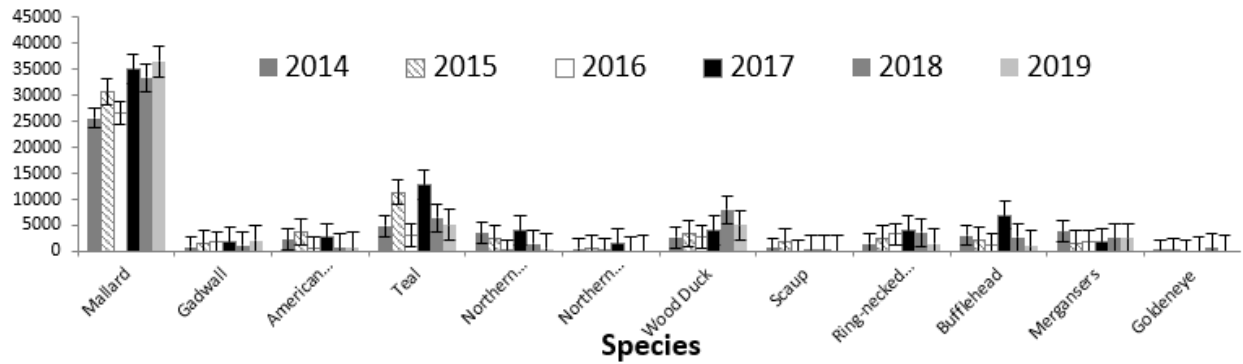 45000
40000
35000
30000
25000
20000
15000
10000
5000
0
2014 2015 2016 2017 2018 2019
Mallard
Gadwall
American...
Teal
Northern...
Northern...
Wood Duck
Scaup
Ring-necked...
Bufflehead
Mergansers
Goldeneye
Species